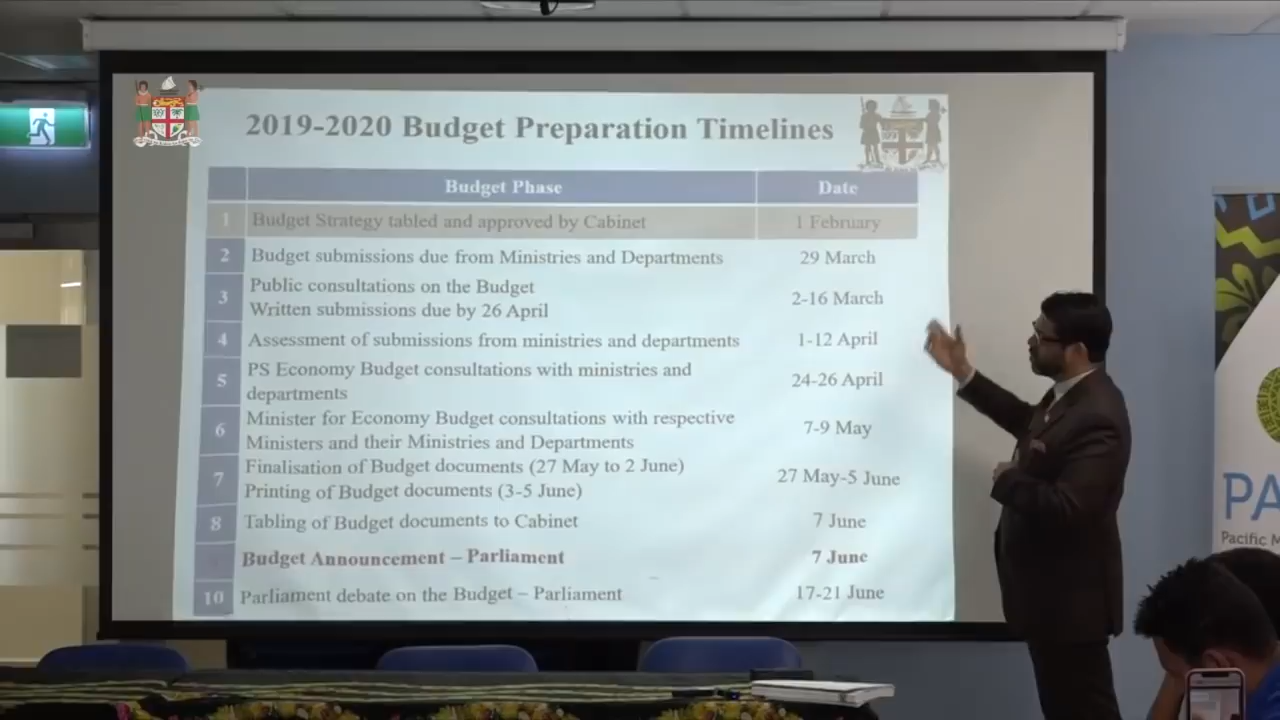 2019-2020 Budget Preparation Timelines
Budget Phase Date
1 Budget Strategy tabled and approved by Cabinet 1 February
2 Budget submissions due from Ministries and Departments 29 March
3 Public consultations on the Budget
Written submissions due by 26 April 2-16 March
4 Assessment of submissions from ministries and departments 1-12 April
5 PS Economy Budget consultations with ministries and
departments 24-26 April
6 Minister for Economy Budget consultations with respective
Ministers and their Ministries and Departments 7-9 May
7 Finalisation of Budget documents (27 May to 2 June)
Printing of Budget documents (3-5 June) 27 May-5 June
8 Tabling of Budget documents to Cabinet 7 June
Budget Announcement – Parliament 7 June
10 Parliament debate on the Budget – Parliament 17-21 June
PA
Pacific M